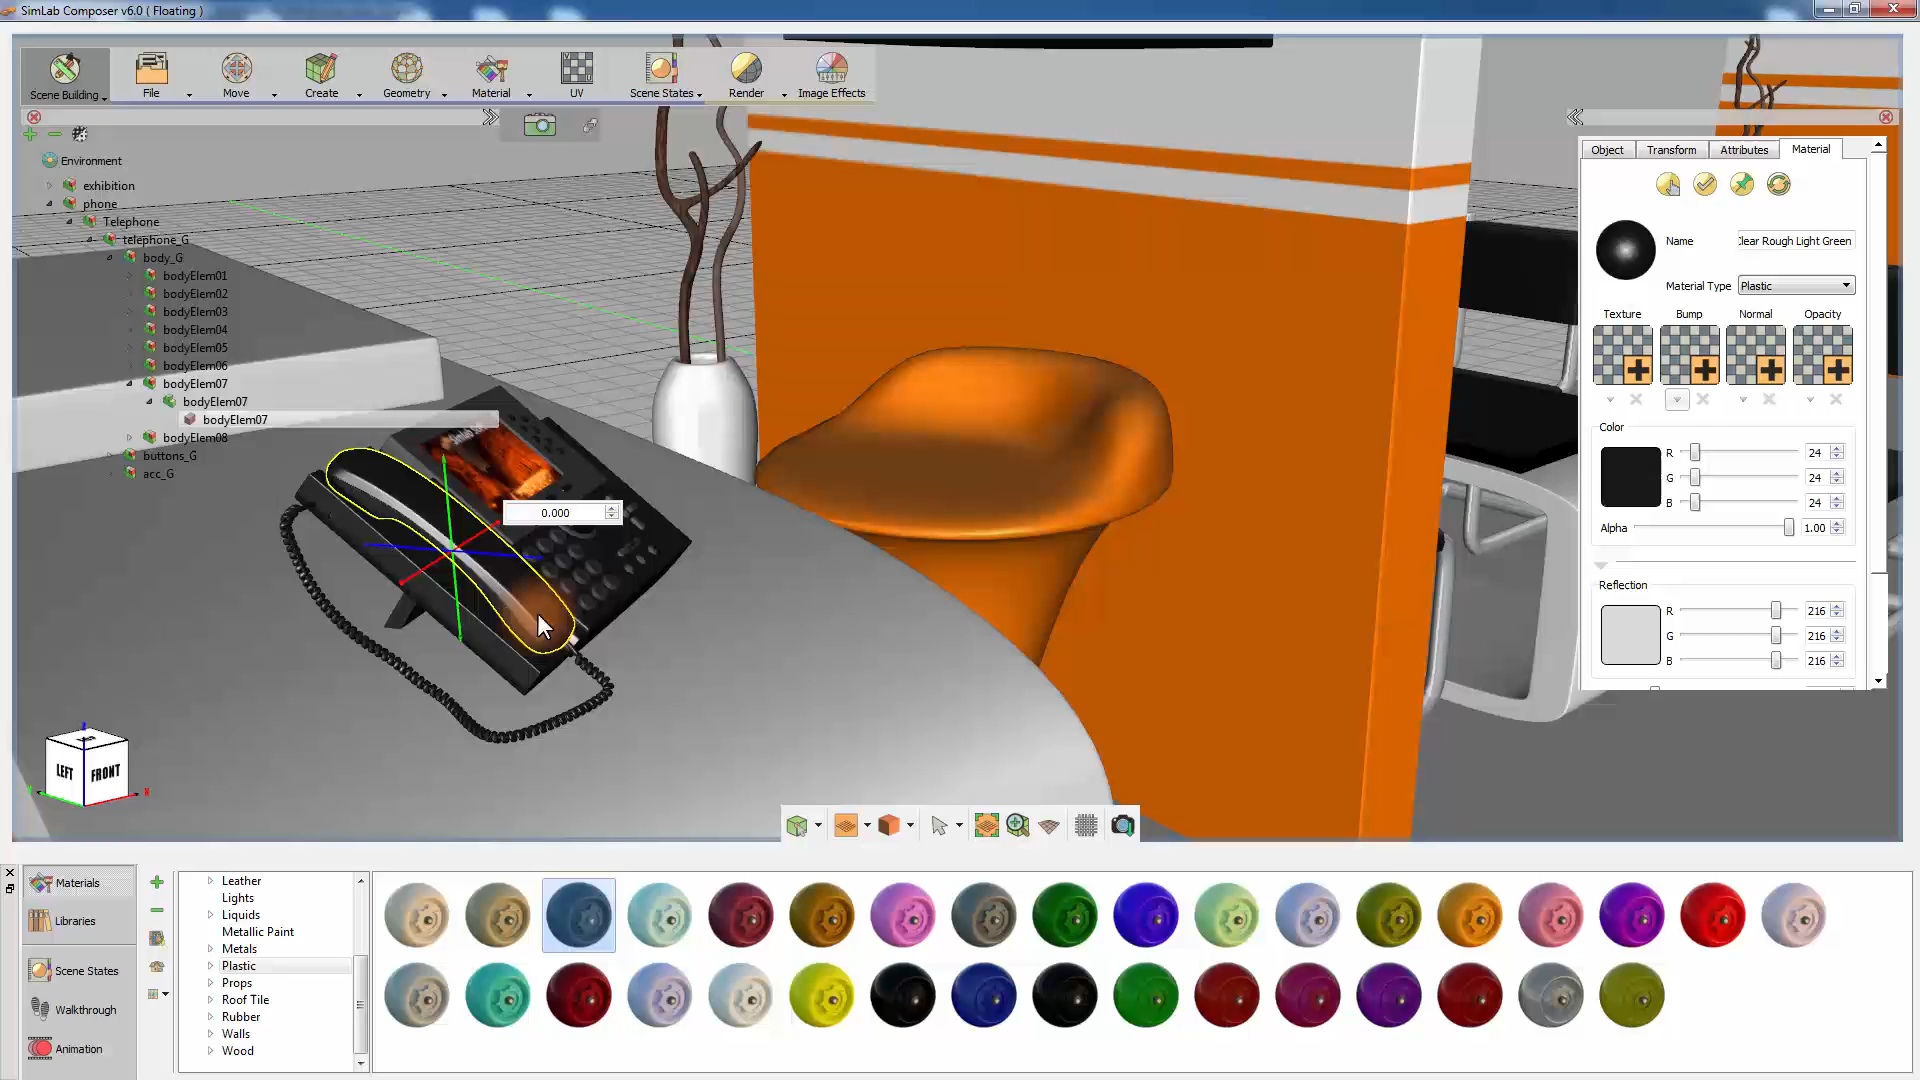 SimLab Composer v6.0 ( Floating )
Scene Building
File
Move
Create
Geometry
Material
UV
Scene States
Render
Image Effects
Environment
exhibition
phone
Telephone
telephone_G
body_G
bodyElem01
bodyElem02
bodyElem03
bodyElem04
bodyElem05
bodyElem06
bodyElem07
bodyElem07
bodyElem07
bodyElem08
buttons_G
acc_G
0.000
LEFT
FRONT
Object
Transform
Attributes
Material
Name
lear Rough Light Green
Material Type
Plastic
Texture
Bump
Normal
Opacity
Color
R
24
G
24
B
24
Alpha
1.00
Reflection
R
216
G
216
B
216
Materials
Libraries
Scene States
Walkthrough
Animation
Leather
Lights
Liquids
Metallic Paint
Metals
Plastic
Props
Roof Tile
Rubber
Walls
Wood